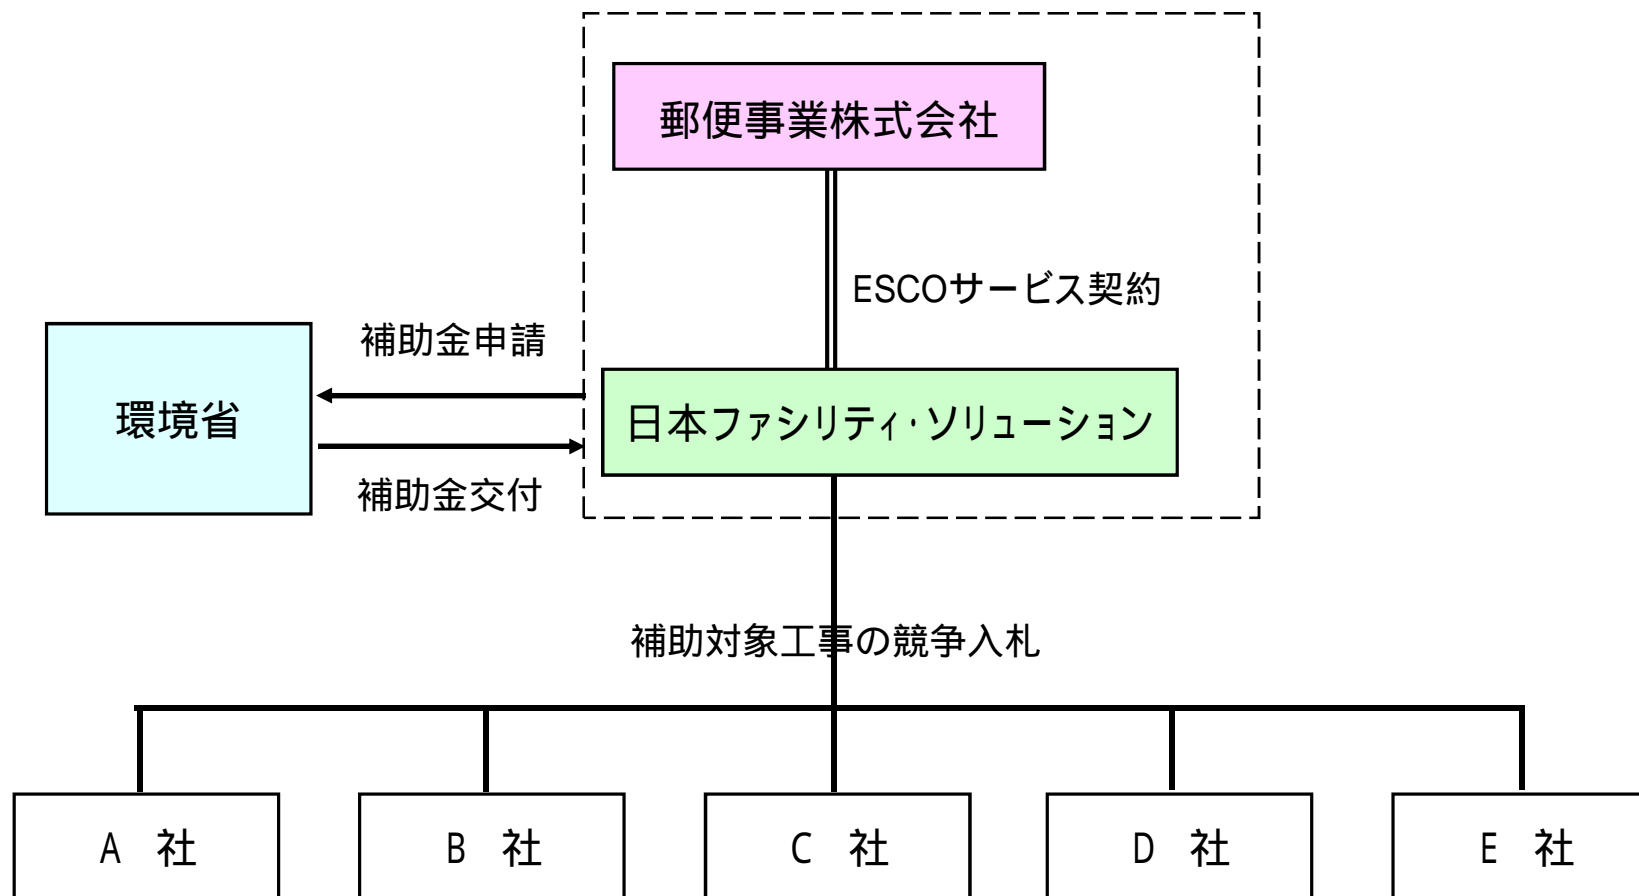 郵便事業株式会社
ESCOサービス契約
補助金申請
環境省
日本ファシリティ・ソリューション
補助金交付
補助対象工事の競争入札
A 社
B 社
C 社
D 社
E 社